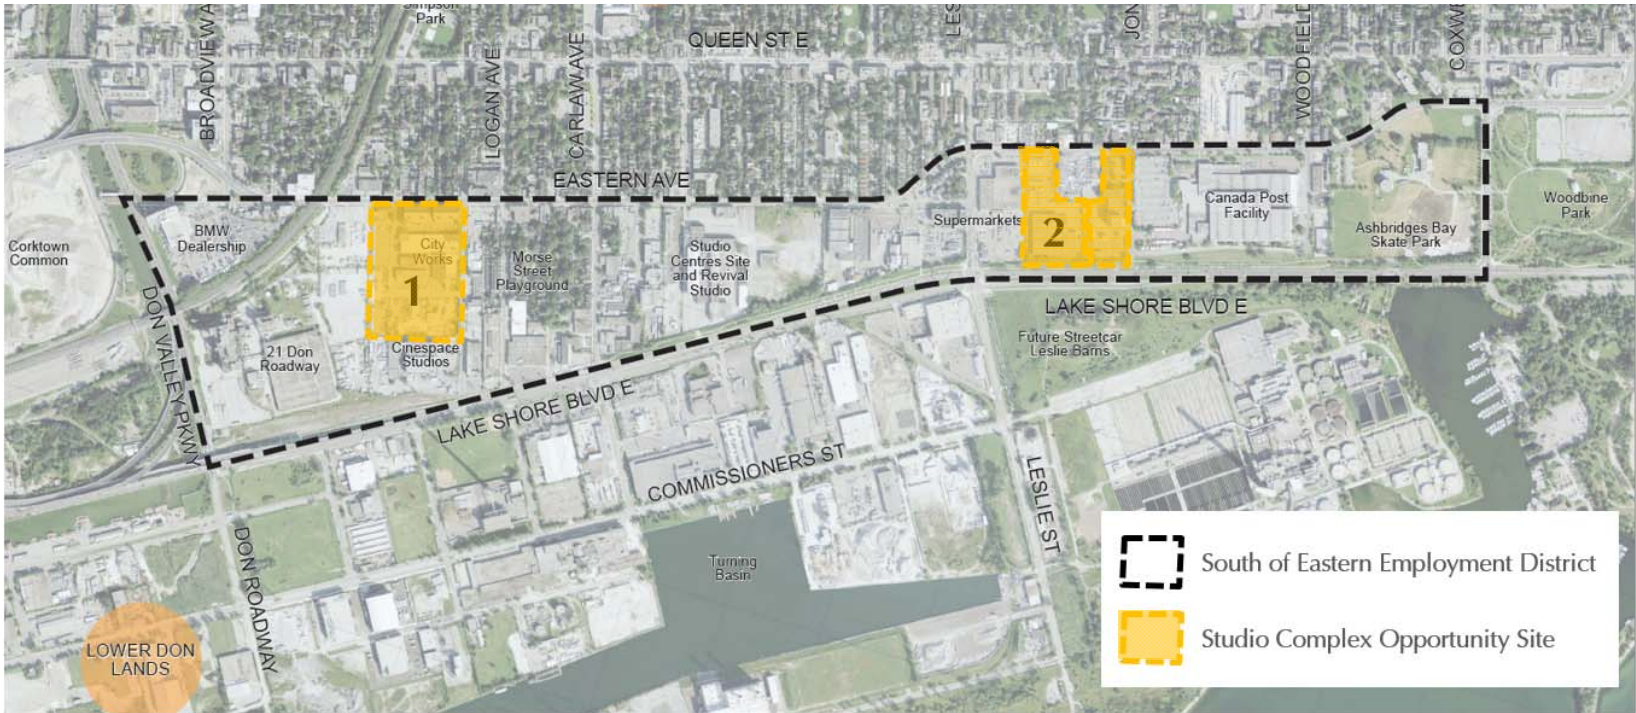 Simpson
Park
BROADVIEW A
LOGAN AVE
CARLAW AVE
QUEEN ST E
LES
JON
WOODFIELD
COXWE
EASTERN AVE
Corktown
Common
BMW
Dealership
City
Works
1
Morse
Street
Playground
Studio
Centres Site
and Revival
Studio
Supermarkets
2
Canada Post
Facility
Ashbridges Bay
Skate Park
Woodbine
Park
DON VALLEY PKWY
21 Don
Roadway
Cinespace
Studios
LAKE SHORE BLVD E
Future Streetcar
Leslie Barns
LAKE SHORE BLVD E
COMMISSIONERS ST
LESLIE ST
DON ROADWAY
Turning
Basin
LOWER DON
LANDS
South of Eastern Employment District
Studio Complex Opportunity Site